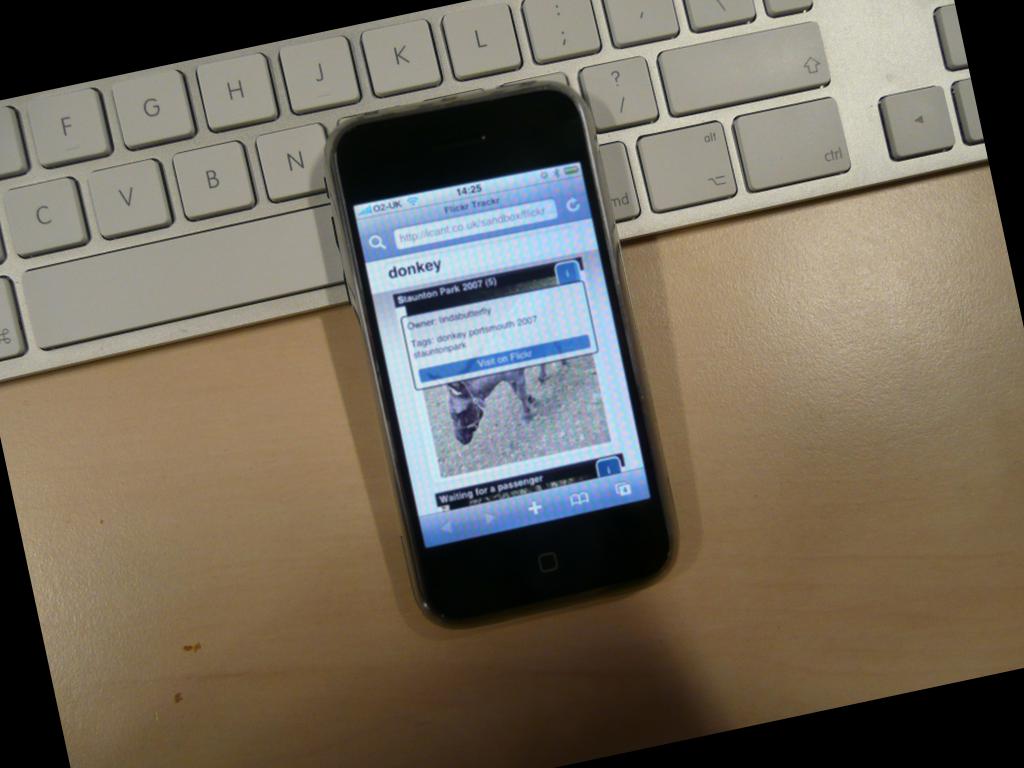 F G H J K L : ;
? /
C V B N
alt
cmd
ctrl
O2-UK 14:25
Flickr Trackr
http://icant.co.uk/sandbox/flickr...
donkey
Staunton Park 2007 (5) i
Owner: lindabutterfly
Tags: donkey portsmouth 2007
stauntonpark
Visit on Flickr
Waiting for a passenger i